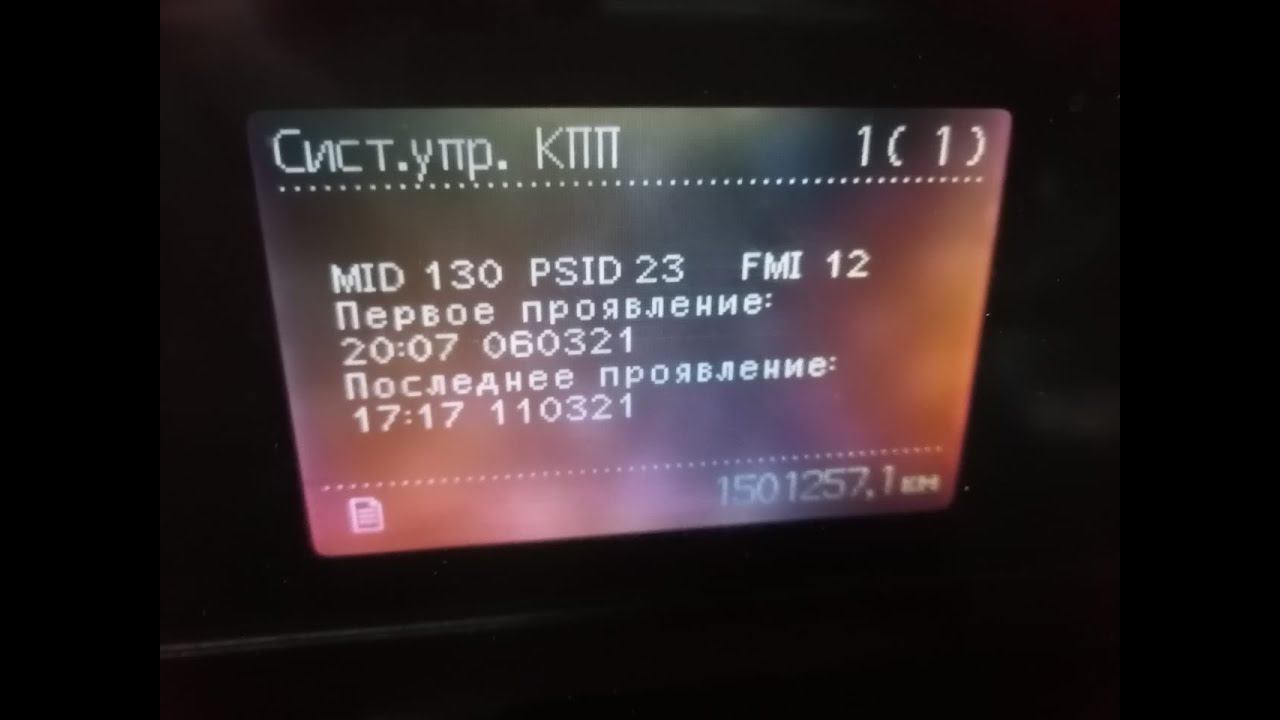 Сист.упр. КПП 1( 1)
MID 130 PSID 23 FMI 12
Первое проявление:
20:07 060321
Последнее проявление:
17:17 110321
1501257,1 км